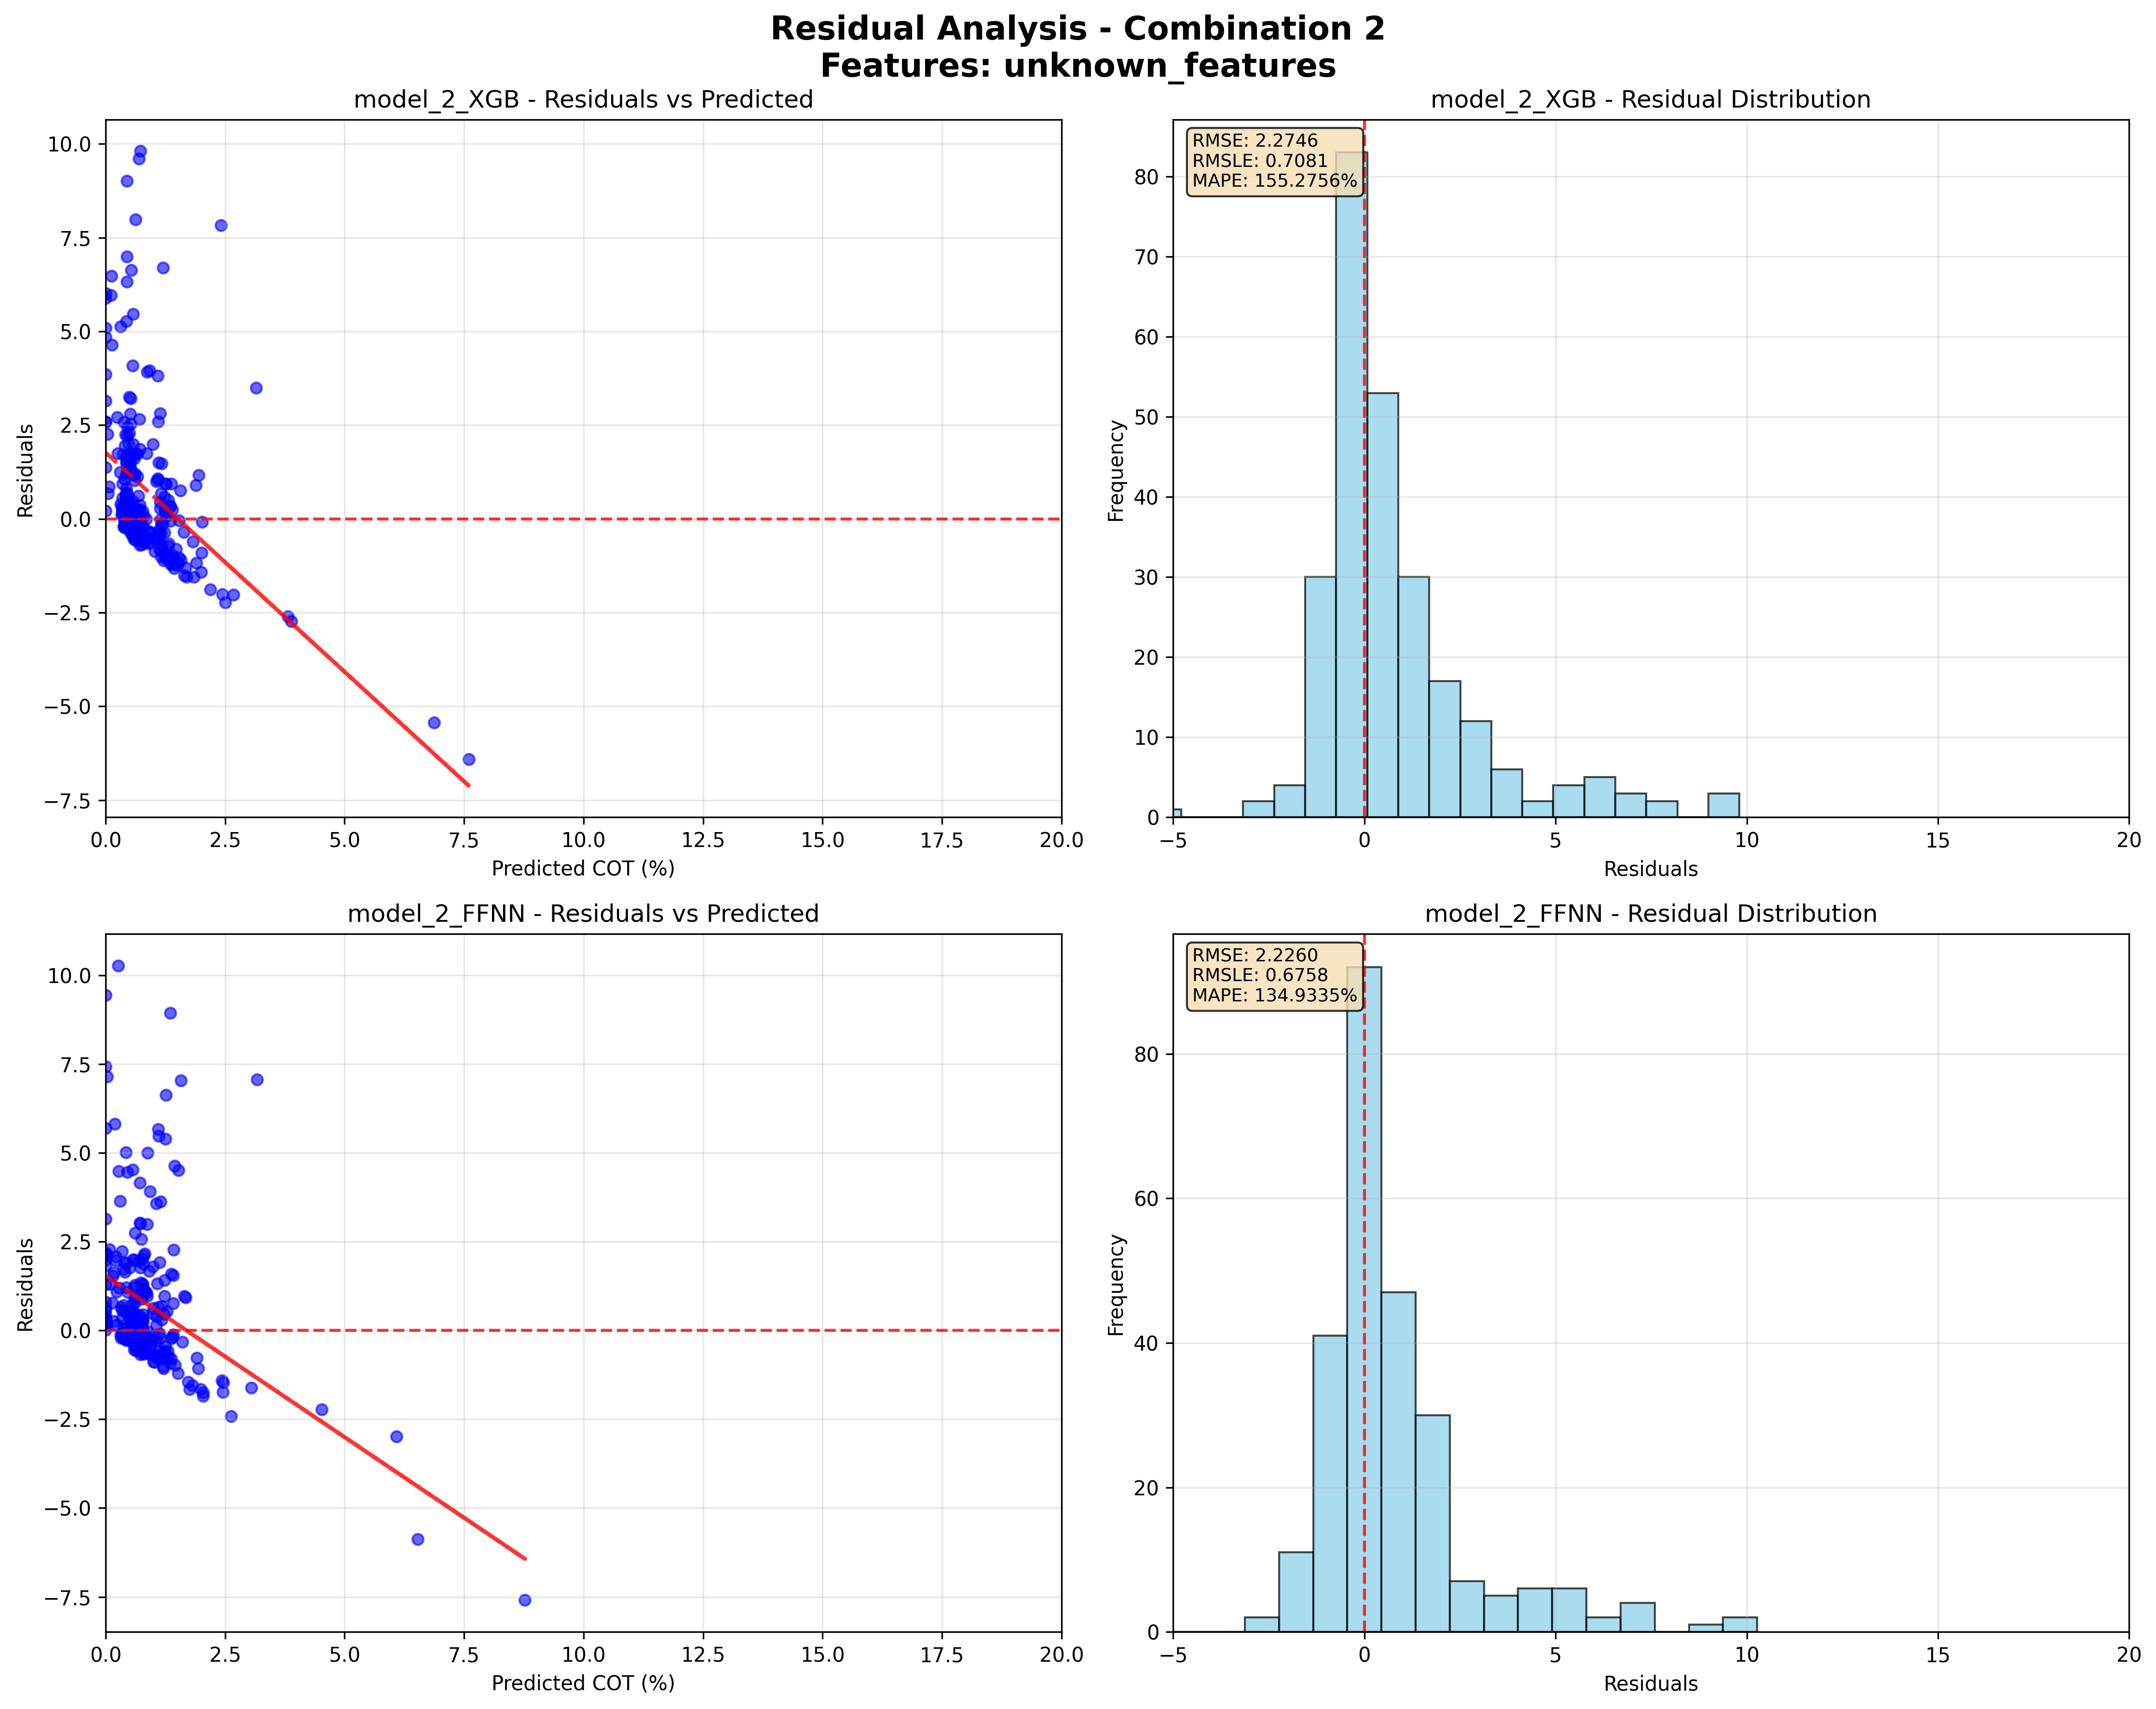 Residual Analysis - Combination 2
Features: unknown_features
model_2_XGB - Residuals vs Predicted
10.0
7.5
5.0
2.5
0.0
−2.5
−5.0
−7.5
Residuals
0.0 2.5 5.0 7.5 10.0 12.5 15.0 17.5 20.0
Predicted COT (%)
model_2_XGB - Residual Distribution
RMSE: 2.2746
RMSLE: 0.7081
MAPE: 155.2756%
80
70
60
50
40
30
20
10
0
Frequency
−5 0 5 10 15 20
Residuals
model_2_FFNN - Residuals vs Predicted
10.0
7.5
5.0
2.5
0.0
−2.5
−5.0
−7.5
Residuals
0.0 2.5 5.0 7.5 10.0 12.5 15.0 17.5 20.0
Predicted COT (%)
model_2_FFNN - Residual Distribution
RMSE: 2.2260
RMSLE: 0.6758
MAPE: 134.9335%
80
60
40
20
0
Frequency
−5 0 5 10 15 20
Residuals